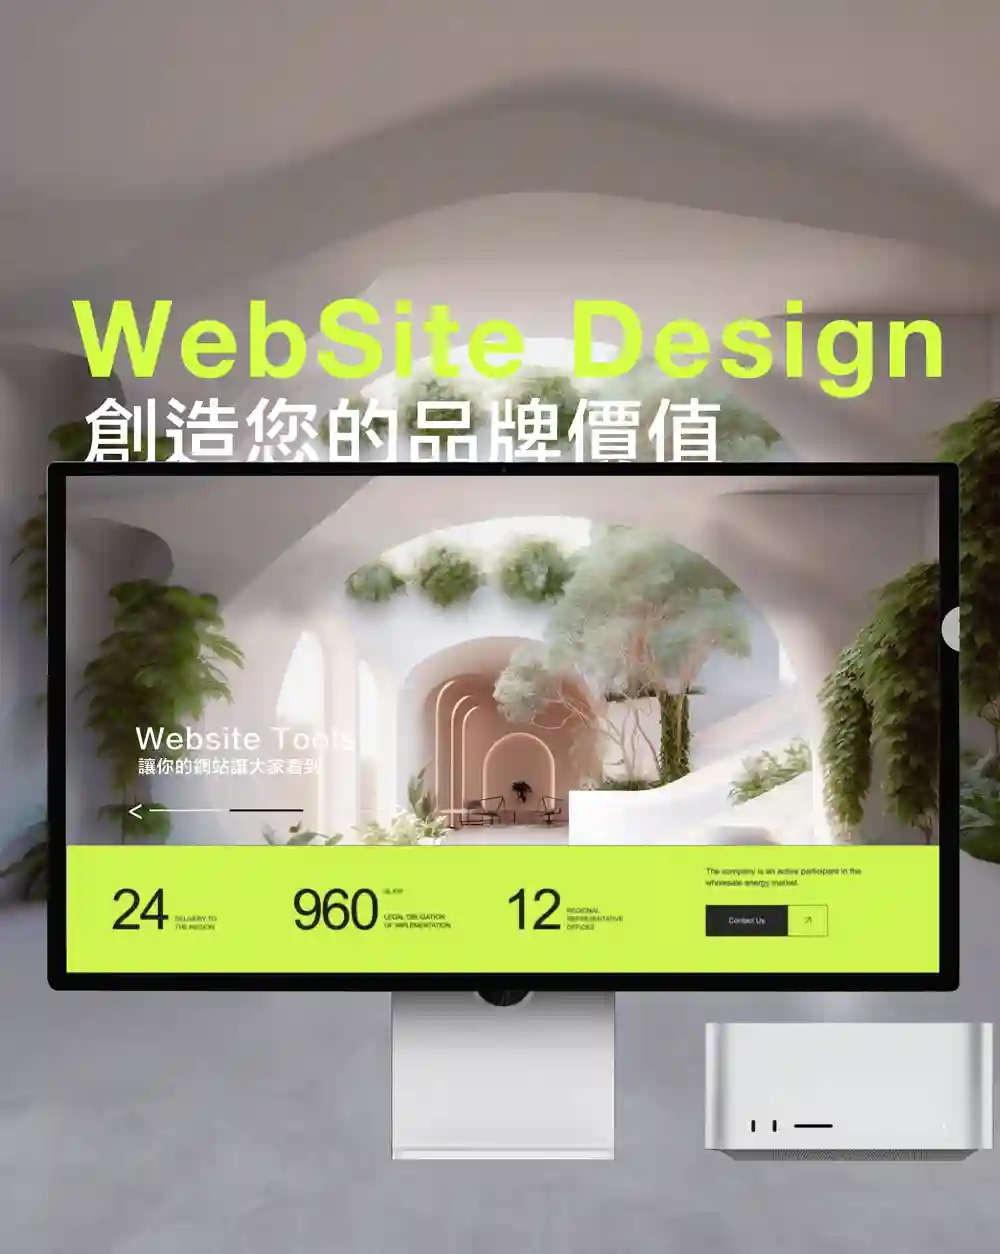 WebSite Design
創造您的品牌價值
Website Tools
讓你的網站讓大家看到
24
DELIVERY TO
THE REGION
960
LEGAL OBLIGATION
OF IMPLEMENTATION
12
REGIONAL
REPRESENTATIVE
OFFICES
The company is an active participant in the
wholesale energy market.
Contact Us